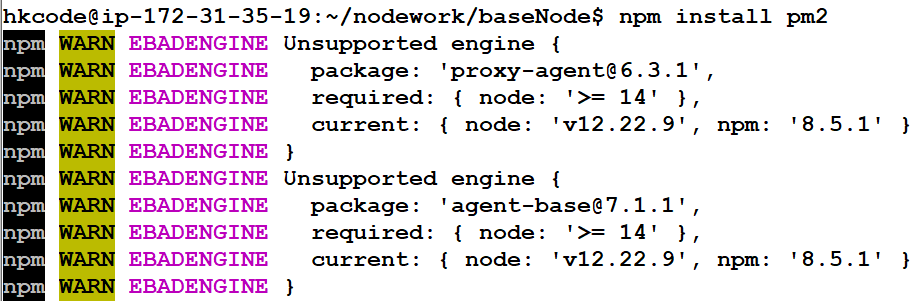 hkcode@ip-172-31-35-19:~/nodework/baseNode$ npm install pm2
npm WARN EBADENGINE Unsupported engine {
npm WARN EBADENGINE   package: 'proxy-agent@6.3.1',
npm WARN EBADENGINE   required: { node: '>= 14' },
npm WARN EBADENGINE   current: { node: 'v12.22.9', npm: '8.5.1' }
npm WARN EBADENGINE }
npm WARN EBADENGINE Unsupported engine {
npm WARN EBADENGINE   package: 'agent-base@7.1.1',
npm WARN EBADENGINE   required: { node: '>= 14' },
npm WARN EBADENGINE   current: { node: 'v12.22.9', npm: '8.5.1' }
npm WARN EBADENGINE }